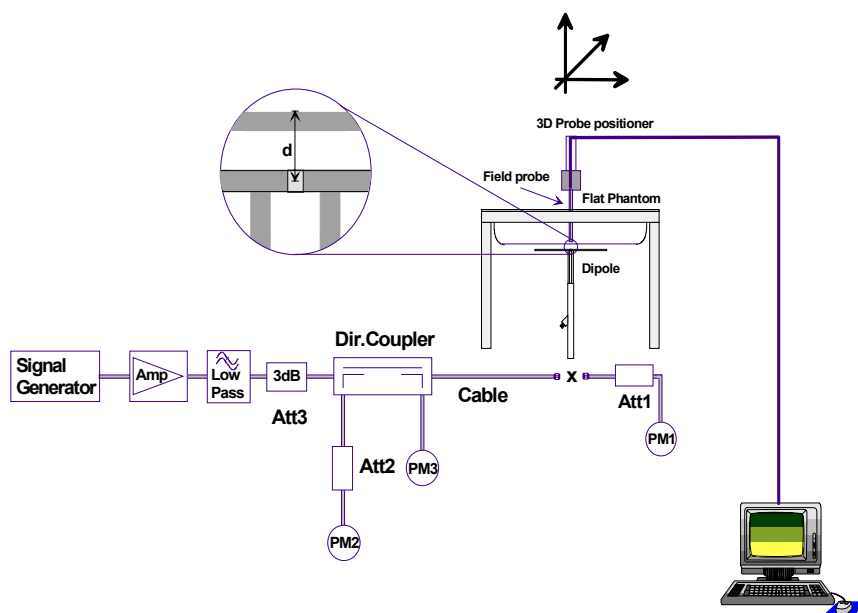 3D Probe positioner
d
Field probe
Flat Phantom
Dipole
Dir.Coupler
Signal
Generator
Amp
Low
Pass
3dB
Att3
Cable
x
Att1
PM1
Att2
PM3
PM2